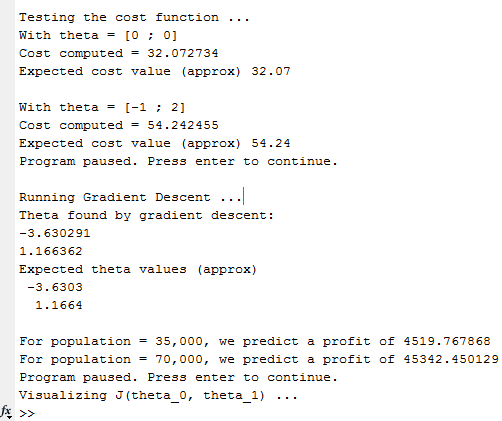 Testing the cost function ...
With theta = [0 ; 0]
Cost computed = 32.072734
Expected cost value (approx) 32.07
With theta = [-1 ; 2]
Cost computed = 54.242455
Expected cost value (approx) 54.24
Program paused. Press enter to continue.
Running Gradient Descent ...
Theta found by gradient descent:
-3.630291
1.166362
Expected theta values (approx)
-3.6303
1.1664
For population = 35,000, we predict a profit of 4519.767868
For population = 70,000, we predict a profit of 45342.450129
Program paused. Press enter to continue.
Visualizing J(theta_0, theta_1) ...
fx >>